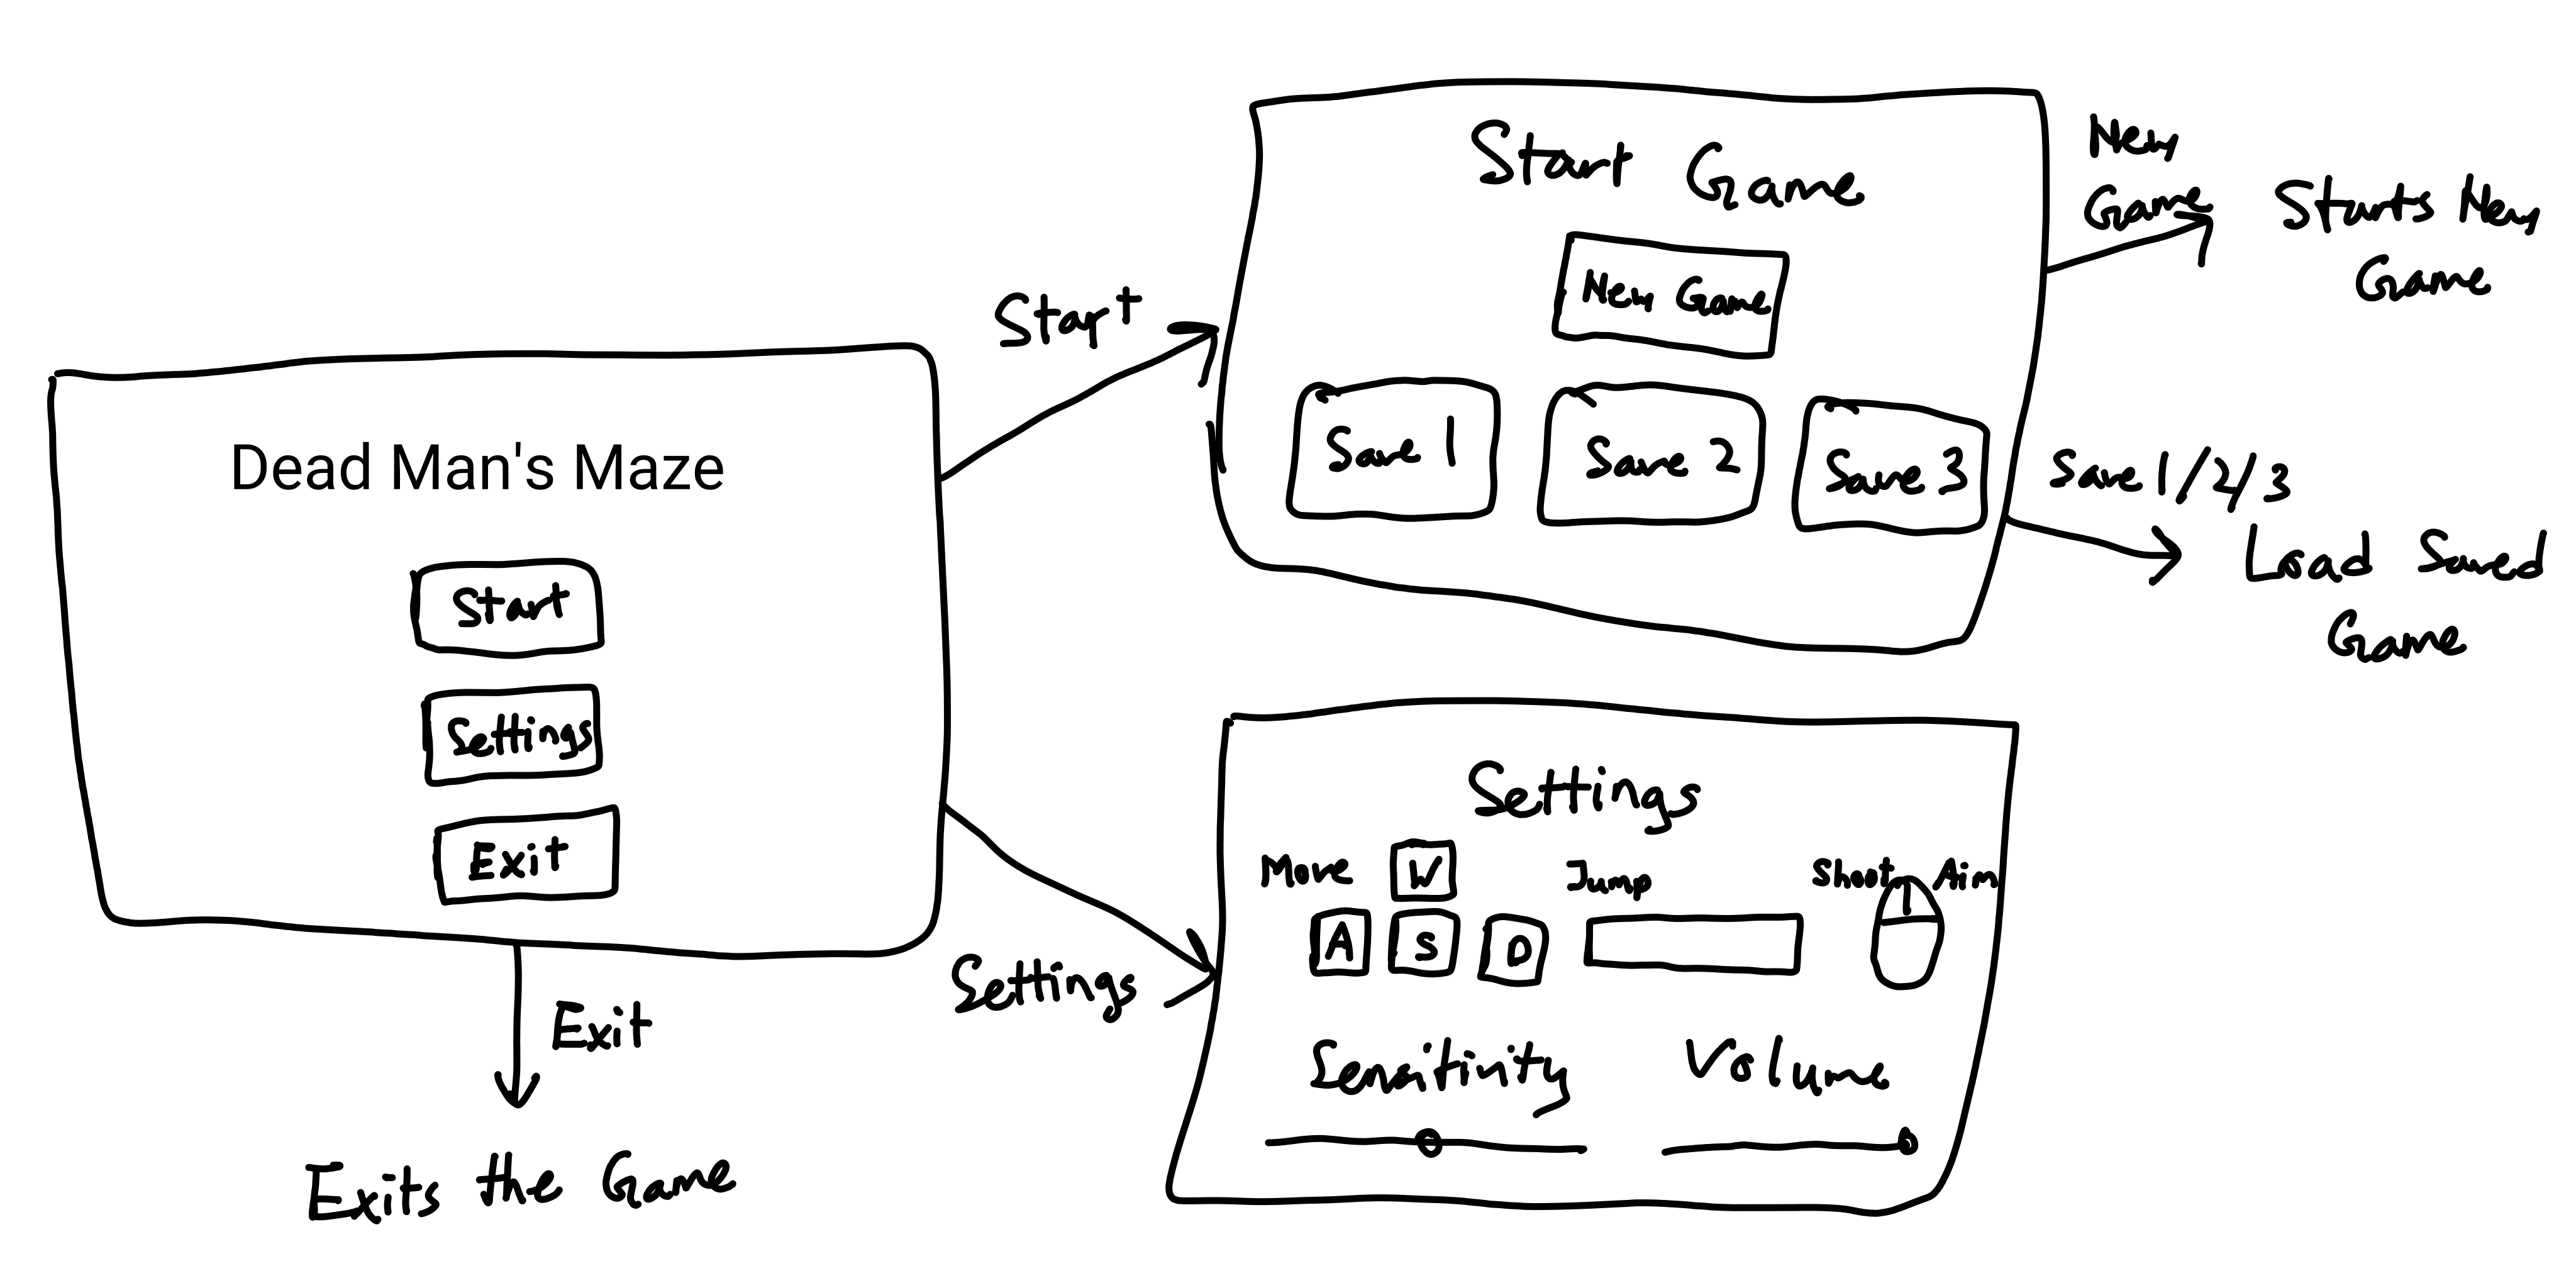 Dead Man's Maze
Start
Settings
Exit
Exit
Exits the Game
Start
Settings
Start Game
New Game
Save 1
Save 2
Save 3
New
Game
Starts New
Game
Save 1/2/3
Load Saved
Game
Settings
Move
W
A S D
Jump
Shoot Aim
Sensitivity
Volume